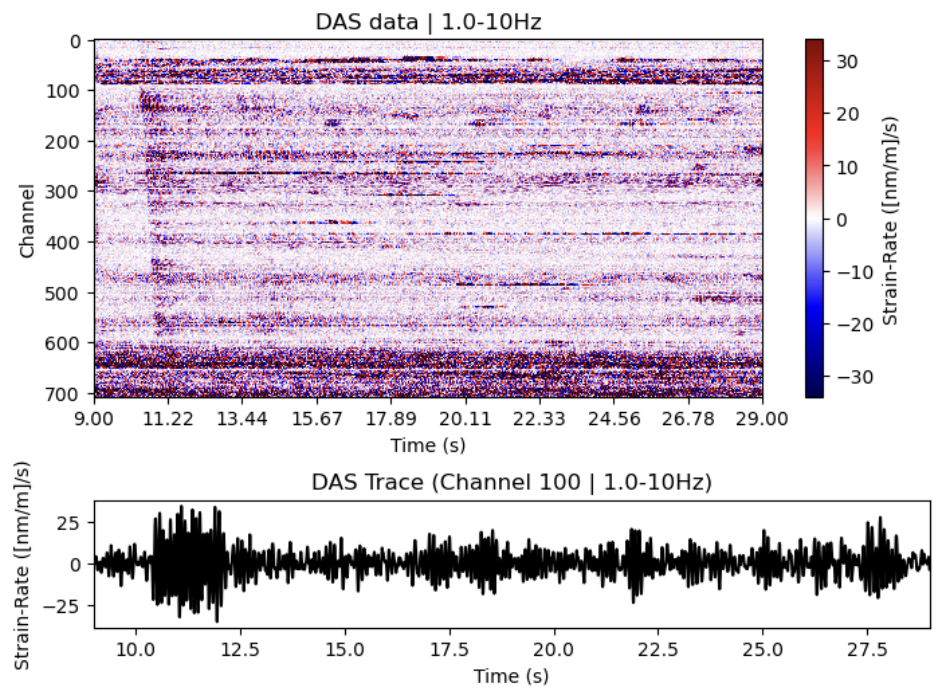 DAS data | 1.0-10Hz
0
100
200
300
400
500
600
700
Channel
9.00 11.22 13.44 15.67 17.89 20.11 22.33 24.56 26.78 29.00
Time (s)
30
20
10
0
−10
−20
−30
Strain-Rate ([nm/m]/s)
DAS Trace (Channel 100 | 1.0-10Hz)
25
0
−25
Strain-Rate ([nm/m]/s)
10.0 12.5 15.0 17.5 20.0 22.5 25.0 27.5
Time (s)